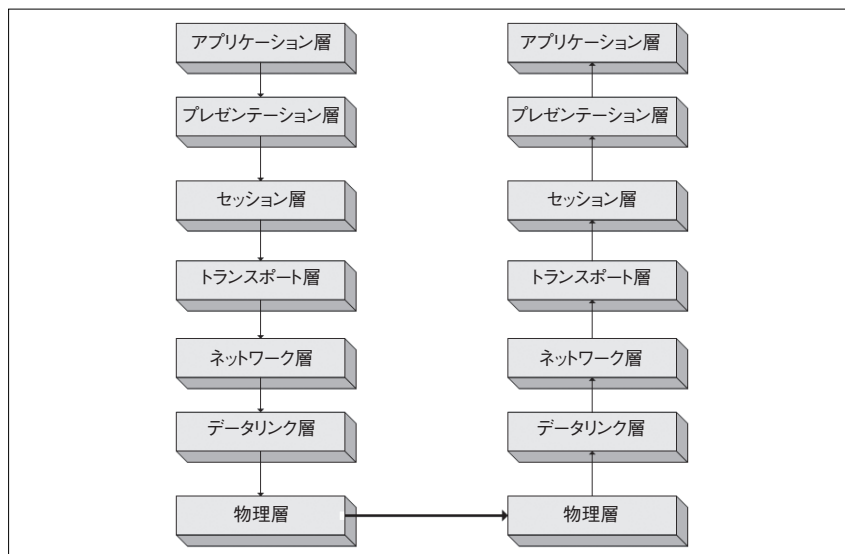 アプリケーション層
プレゼンテーション層
セッション層
トランスポート層
ネットワーク層
データリンク層
物理層
アプリケーション層
プレゼンテーション層
セッション層
トランスポート層
ネットワーク層
データリンク層
物理層